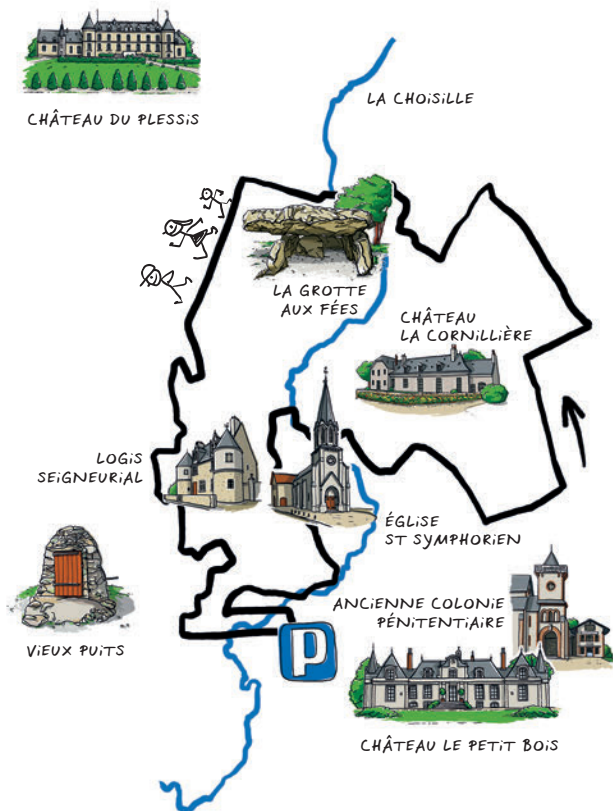 CHÂTEAU DU PLESSIS
LA CHOISILLE
LA GROTTE
AUX FÉES
CHÂTEAU
LA CORNILLIÈRE
LOGIS
SEIGNEURIAL
ÉGLISE
ST SYMPHORIEN
VIEUX PUITS
P
ANCIENNE COLONIE
PÉNITENTIAIRE
CHÂTEAU LE PETIT BOIS